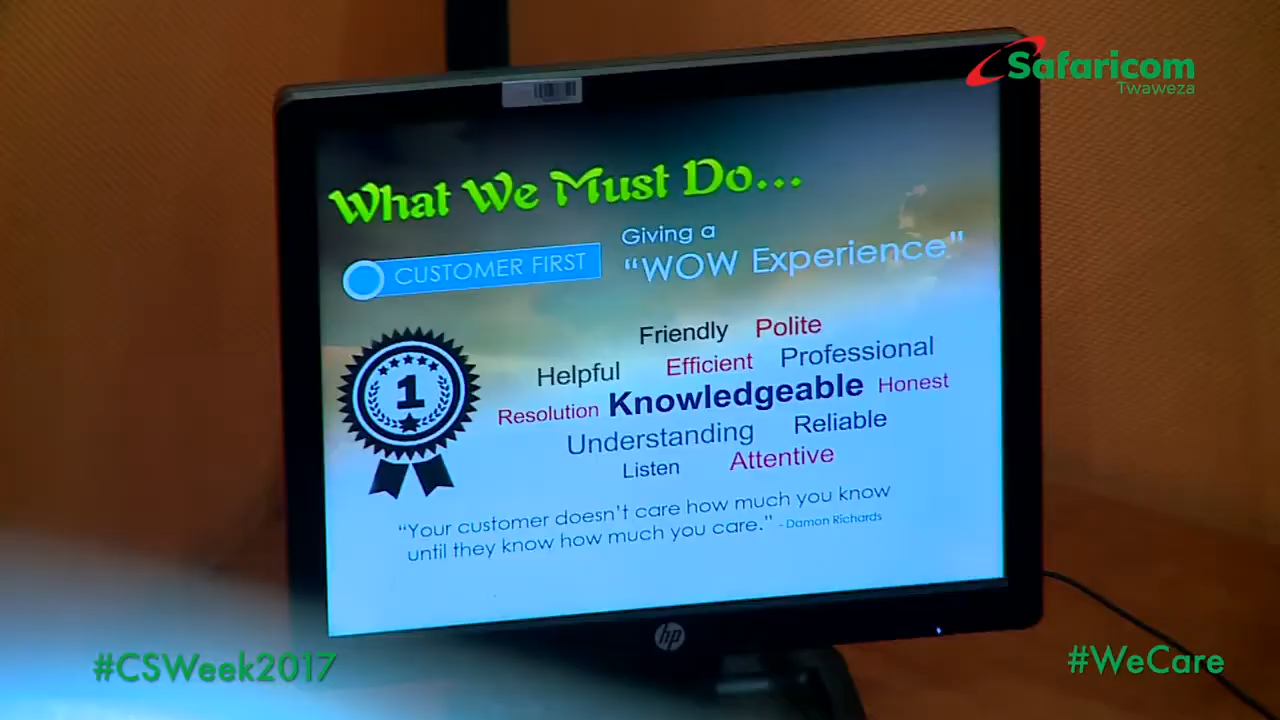 Safaricom
Twaweza
What We Must Do...
CUSTOMER FIRST
Giving a
“WOW Experience”
Friendly Polite
Helpful Efficient Professional
Resolution Knowledgeable Honest
Understanding Reliable
Listen Attentive
1
“Your customer doesn’t care how much you know
until they know how much you care.” - Damon Richards
hp
#CSWeek2017
#WeCare